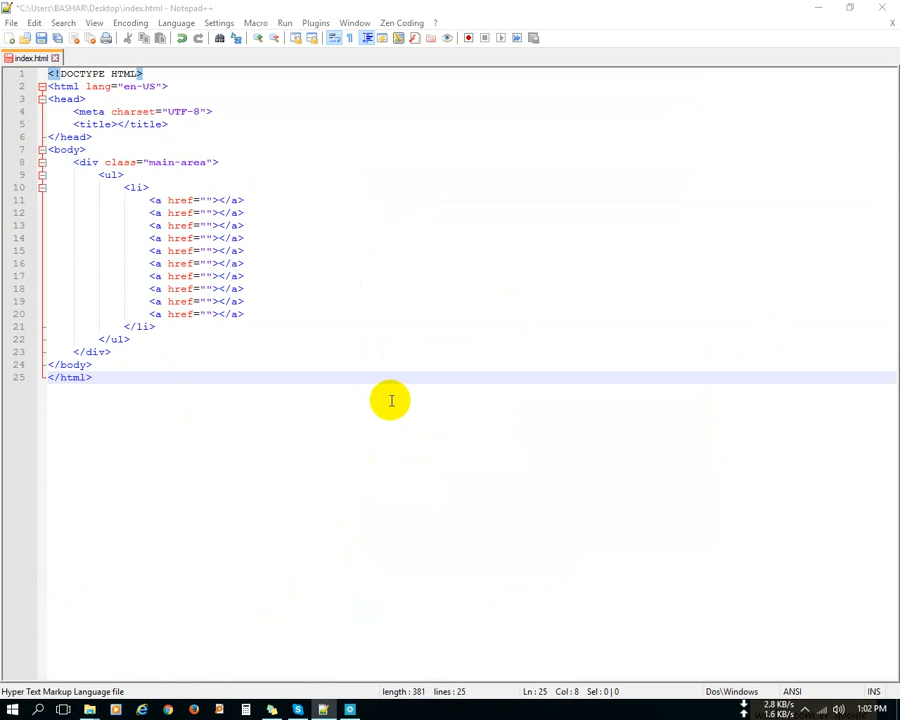 *C:\Users\BASHAR\Desktop\index.html - Notepad++
File Edit Search View Encoding Language Settings Macro Run Plugins Window Zen Coding ? X
index.html
1 <!DOCTYPE HTML>
2 <html lang="en-US">
3 <head>
4 <meta charset="UTF-8">
5 <title></title>
6 </head>
7 <body>
8 <div class="main-area">
9 <ul>
10 <li>
11 <a href=""></a>
12 <a href=""></a>
13 <a href=""></a>
14 <a href=""></a>
15 <a href=""></a>
16 <a href=""></a>
17 <a href=""></a>
18 <a href=""></a>
19 <a href=""></a>
20 <a href=""></a>
21 </li>
22 </ul>
23 </div>
24 </body>
25 </html>
Hyper Text Markup Language file length : 381 lines : 25 Ln : 25 Col : 8 Sel : 0 | 0 Dos\Windows ANSI INS
2.8 KB/s
1.6 KB/s
1:02 PM